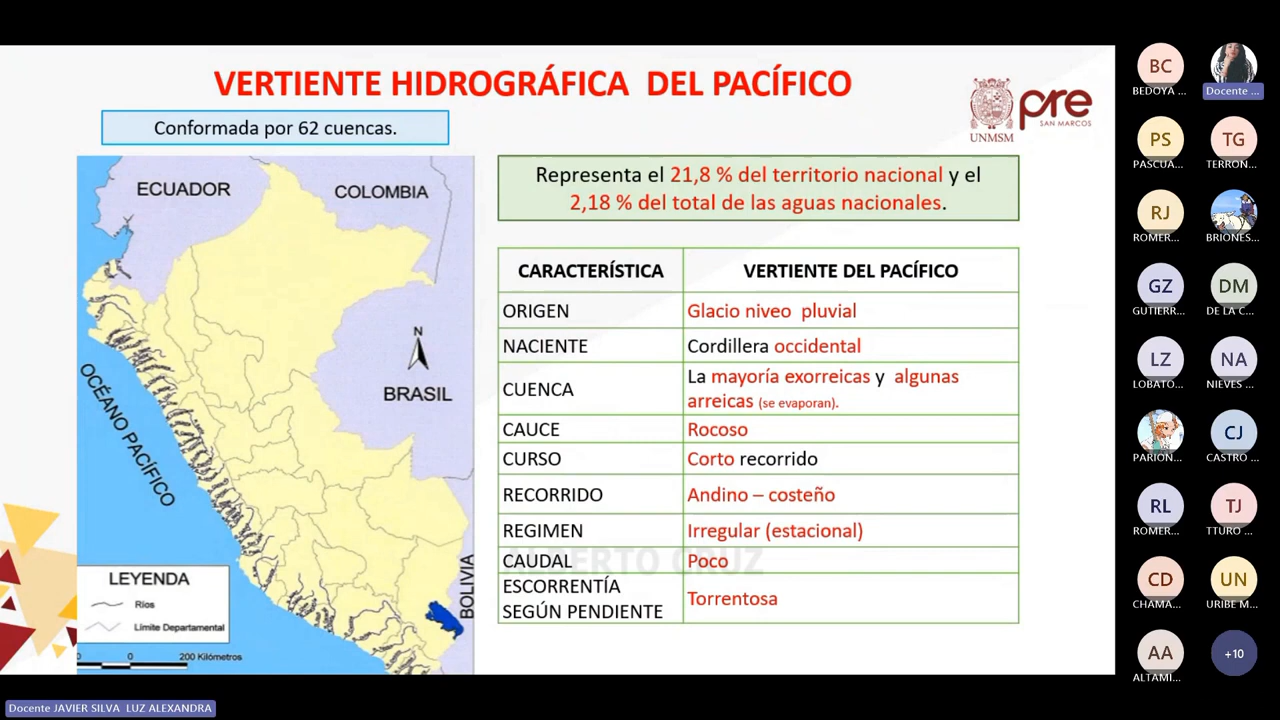 VERTIENTE HIDROGRÁFICA DEL PACÍFICO
Conformada por 62 cuencas.
UNMSM
pre
SAN MARCOS
Representa el 21,8 % del territorio nacional y el
2,18 % del total de las aguas nacionales.
ECUADOR
COLOMBIA
N
BRASIL
OCÉANO PACÍFICO
BOLIVIA
LEYENDA
Ríos
Límite Departamental
0
200 Kilómetros
CARACTERÍSTICA
VERTIENTE DEL PACÍFICO
ORIGEN
Glacio niveo pluvial
NACIENTE
Cordillera occidental
CUENCA
La mayoría exorreicas y algunas
arreicas (se evaporan).
CAUCE
Rocoso
CURSO
Corto recorrido
RECORRIDO
Andino – costeño
REGIMEN
Irregular (estacional)
CAUDAL
Poco
ESCORRENTÍA
SEGÚN PENDIENTE
Torrentosa
ALBERTO CRUZ
BC
BEDOYA ...
Docente ...
PS
PASCUA...
TG
TERRON...
RJ
ROMER...
BRIONES...
GZ
GUTIERR...
DM
DE LA C...
LZ
LOBATO...
NA
NIEVES ...
PARION...
CJ
CASTRO ...
RL
ROMER...
TJ
TTURO ...
CD
CHAMA...
UN
URIBE M...
AA
ALTAMI...
+10
Docente JAVIER SILVA LUZ ALEXANDRA